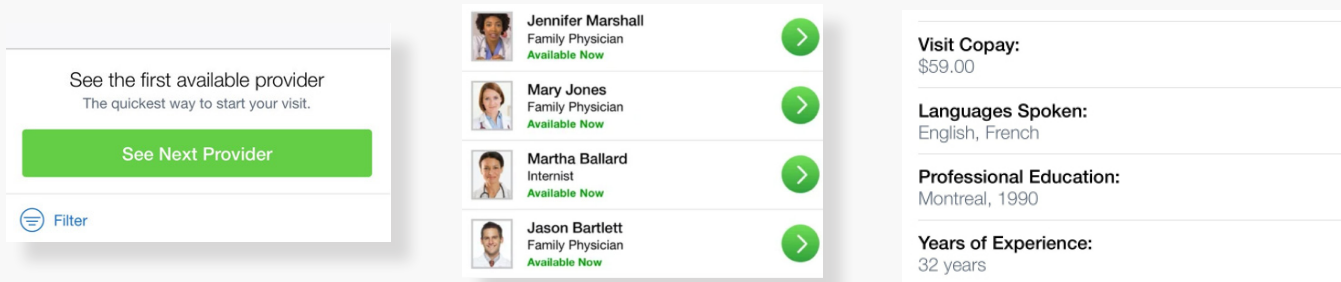 See the first available provider
The quickest way to start your visit.
See Next Provider
Filter
Jennifer Marshall
Family Physician
Available Now
Mary Jones
Family Physician
Available Now
Martha Ballard
Internist
Available Now
Jason Bartlett
Family Physician
Available Now
Visit Copay:
$59.00
Languages Spoken:
English, French
Professional Education:
Montreal, 1990
Years of Experience:
32 years